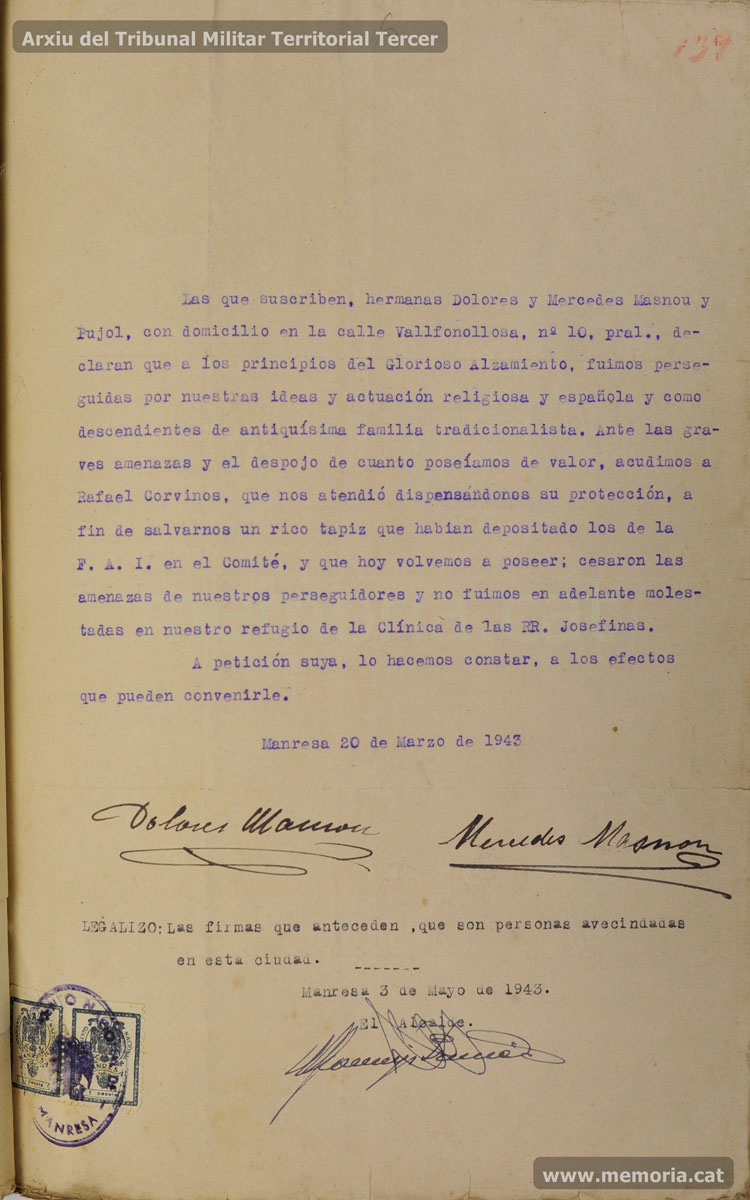 Arxiu del Tribunal Militar Territorial Tercer
134
Las que suscriben, hermanas Dolores y Mercedes Masnou y
Pujol, con domicilio en la calle Vallfonollosa, nº 10, pral., de-
claran que a los principios del Glorioso Alzamiento, fuimos perse-
guidas por nuestras ideas y actuación religiosa y española y como
descendientes de antiquísima familia tradicionalista. Ante las gra-
ves amenazas y el despojo de cuanto poseíamos de valor, acudimos a
Rafael Corvinos, que nos atendió dispensándonos su protección, a
fin de salvarnos un rico tapiz que habian depositado los de la
F. A. I. en el Comité, y que hoy volvemos a poseer; cesaron las
amenazas de nuestros perseguidores y no fuimos en adelante moles-
tadas en nuestro refugio de la Clínica de las RR. Josefinas.
A petición suya, lo hacemos constar, a los efectos
que pueden convenirle.
Manresa 20 de Marzo de 1943
Dolores Masnou
Mercedes Masnou
LEGALIZO: Las firmas que anteceden ,que son personas avecindadas
en esta ciudad.
Manresa 3 de Mayo de 1943.
El Alcalde.
MANRESA
www.memoria.cat